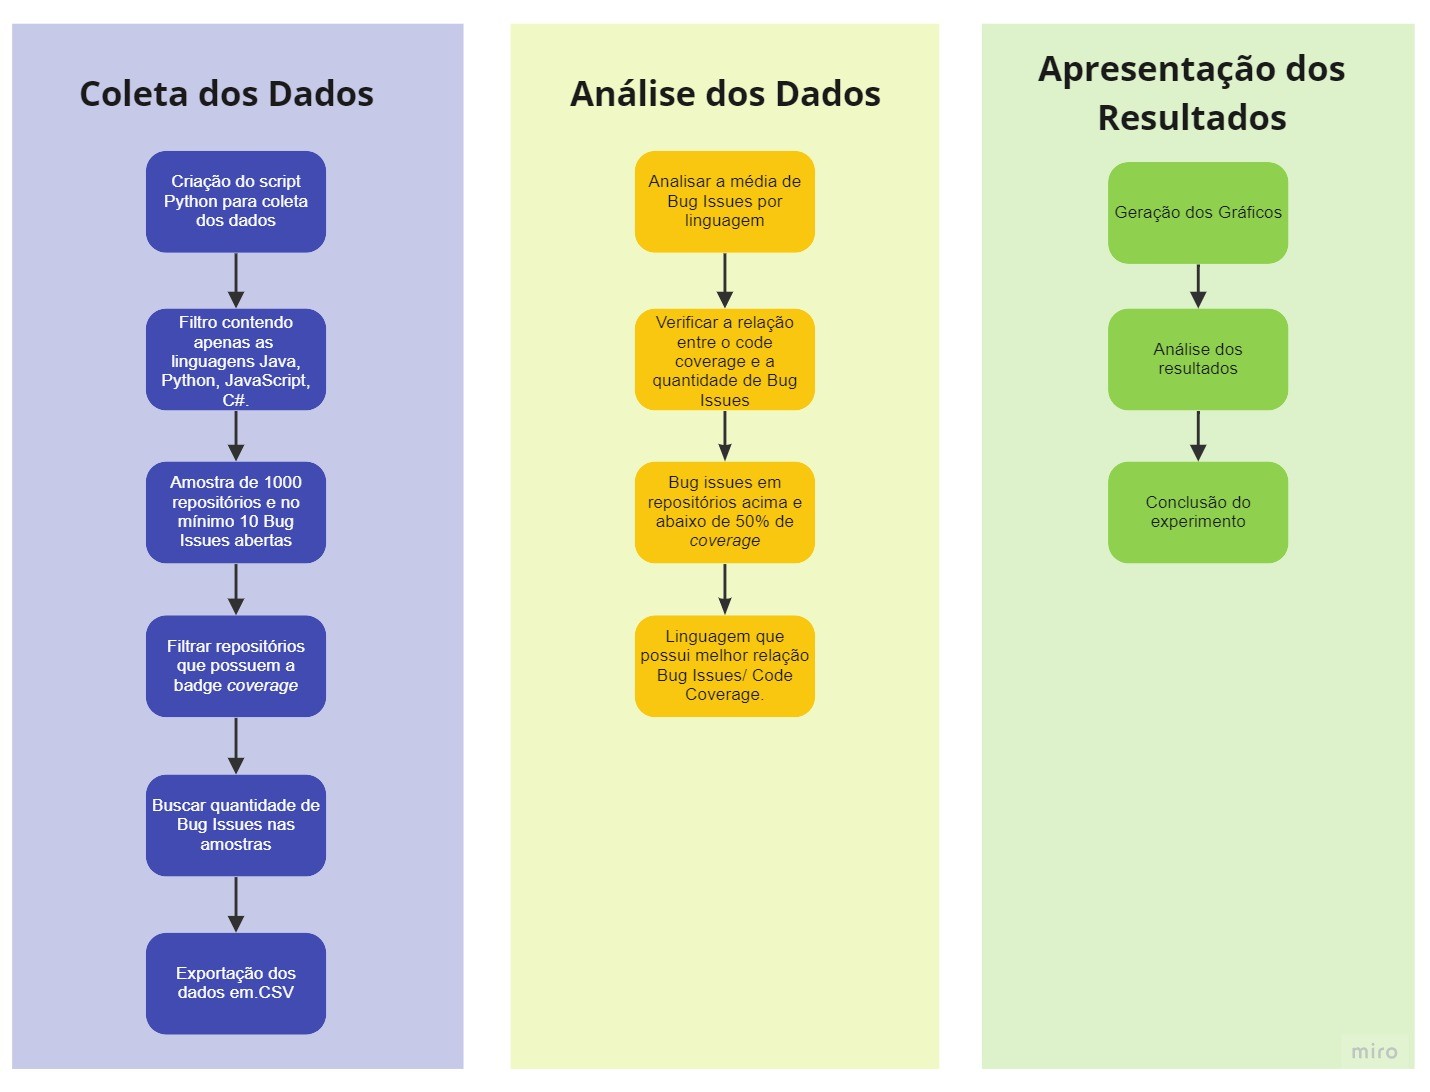 Coleta dos Dados
Criação do script
Python para coleta
dos dados
Filtro contendo
apenas as
linguagens Java,
Python, JavaScript,
C#.
Amostra de 1000
repositórios e no
mínimo 10 Bug
Issues abertas
Filtrar repositórios
que possuem a
badge coverage
Buscar quantidade de
Bug Issues nas
amostras
Exportação dos
dados em.CSV
Análise dos Dados
Analisar a média de
Bug Issues por
linguagem
Verificar a relação
entre o code
coverage e a
quantidade de Bug
Issues
Bug issues em
repositórios acima e
abaixo de 50% de
coverage
Linguagem que
possui melhor relação
Bug Issues/ Code
Coverage.
Apresentação dos
Resultados
Geração dos Gráficos
Análise dos
resultados
Conclusão do
experimento
miro